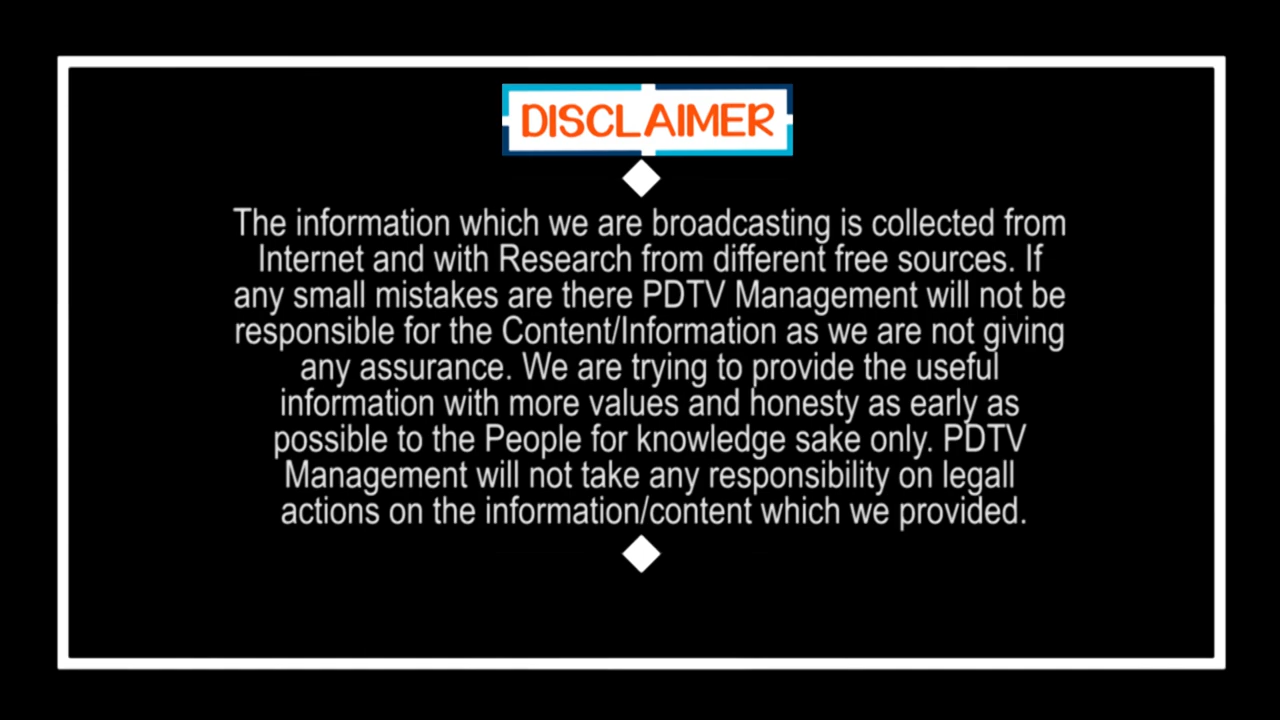 DISCLAIMER
The information which we are broadcasting is collected from
Internet and with Research from different free sources. If
any small mistakes are there PDTV Management will not be
responsible for the Content/Information as we are not giving
any assurance. We are trying to provide the useful
information with more values and honesty as early as
possible to the People for knowledge sake only. PDTV
Management will not take any responsibility on legall
actions on the information/content which we provided.